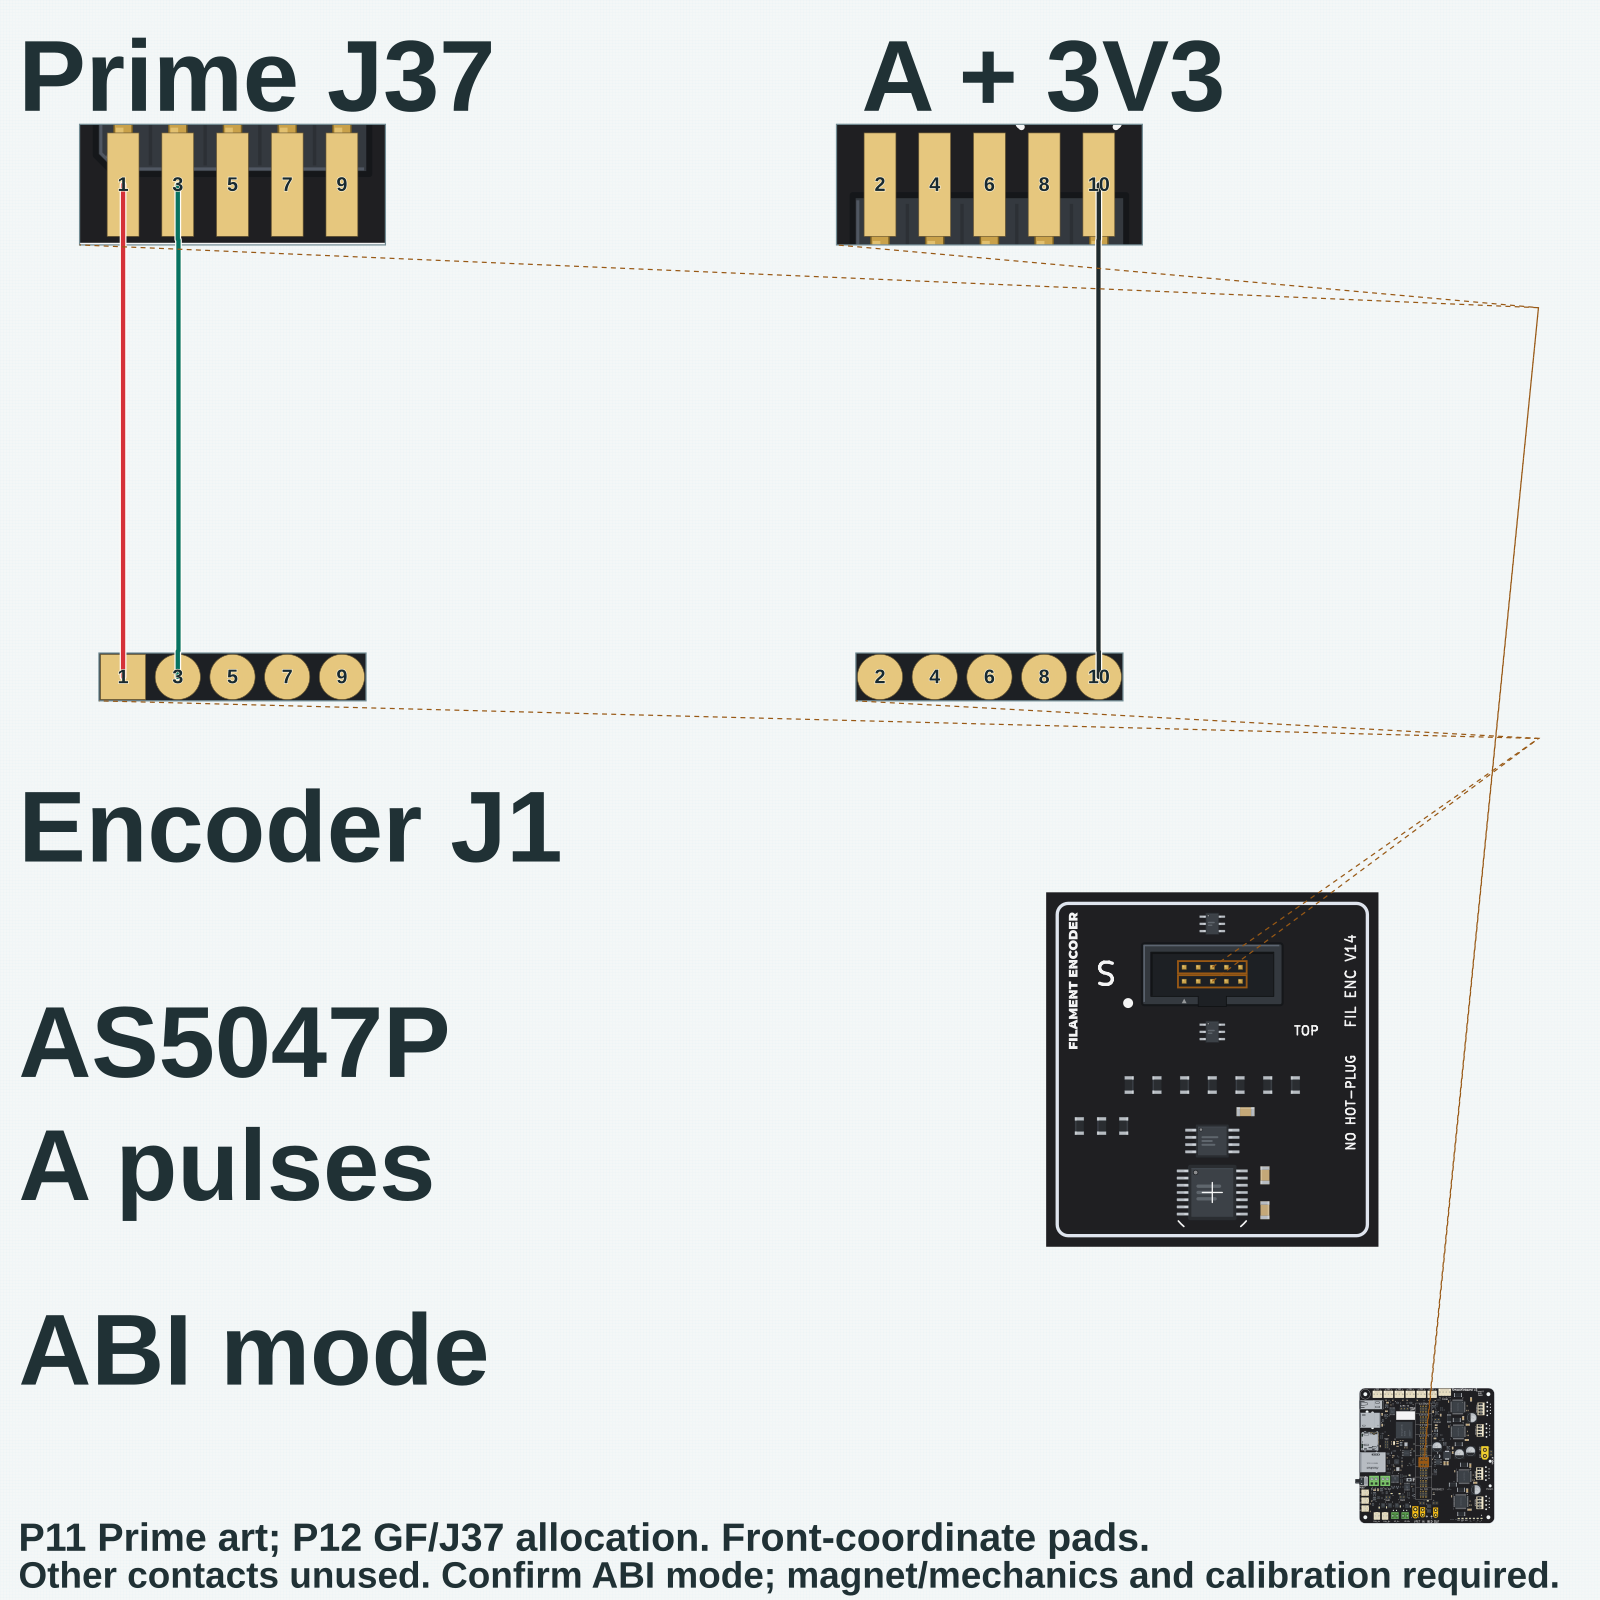 Prime J37
A + 3V3
1 3 5 7 9
2 4 6 8 10
1 3 5 7 9
2 4 6 8 10
Encoder J1
AS5047P
A pulses
ABI mode
FILAMENT ENCODER
S
TOP
FIL ENC V14
NO HOT-PLUG
P11 Prime art; P12 GF/J37 allocation. Front-coordinate pads.
Other contacts unused. Confirm ABI mode; magnet/mechanics and calibration required.